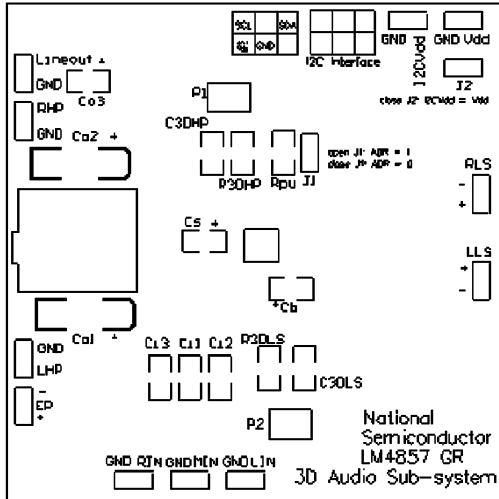 SCL SDA
GND
I2C Interface
GND
I2CVdd
GND Vdd
J2
close J2: I2CVdd = Vdd
Lineout +
GND
Co3
RHP
GND
Co2 +
P1
C3DHP
R3DHP
Rpu
J1
open J1: ADR = 1
close J1: ADR = 0
RLS
-
+
Cs +
LLS
+
-
+Cb
Co1 +
GND
LHP
-
EP
+
Ci3 Ci1 Ci2
R3DLS
C3DLS
P2
National
Semiconductor
LM4857 GR
3D Audio Sub-system
GND RIN GND MIN GND LIN